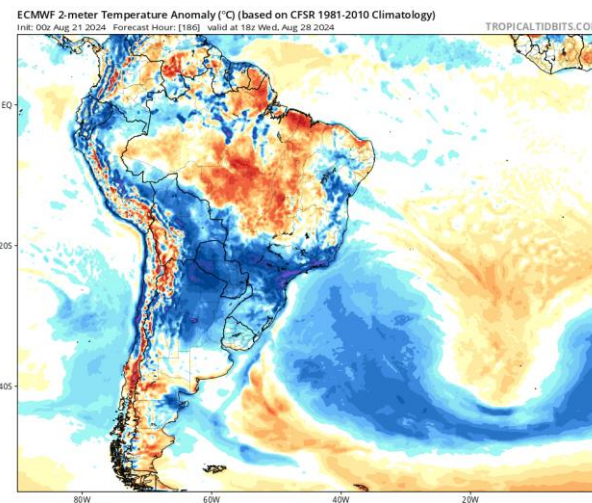 ECMWF 2-meter Temperature Anomaly (°C) (based on CFSR 1981-2010 Climatology)
Init: 00z Aug 21 2024 Forecast Hour: [186] valid at 18z Wed, Aug 28 2024
TROPICALTIDBITS.CO
EQ
20S
40S
80W
60W
40W
20W